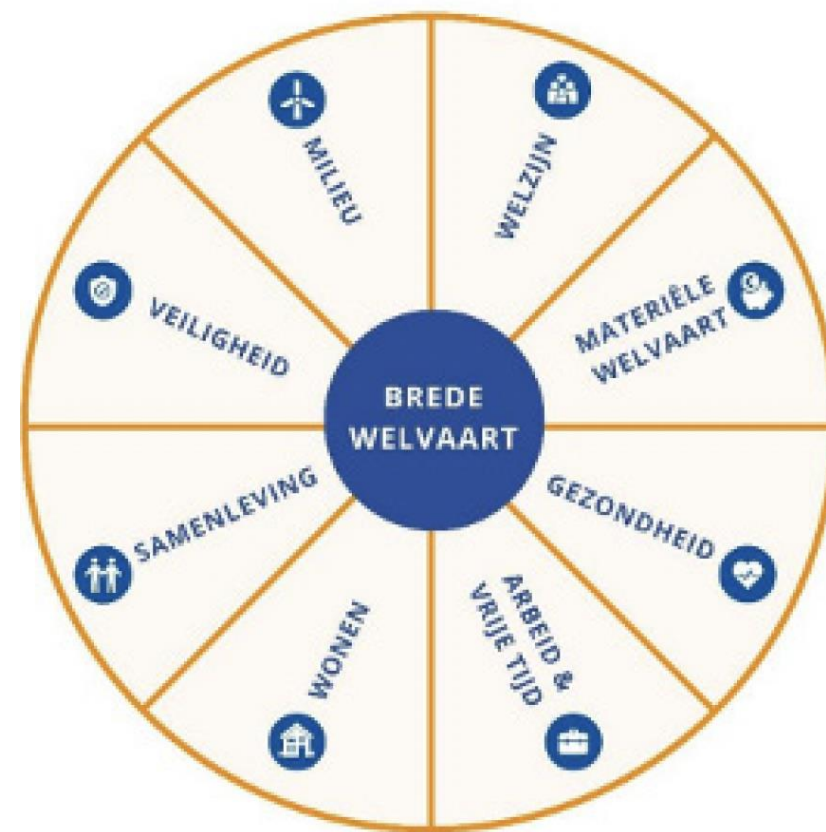 MILIEU
WELZIJN
VEILIGHEID
MATERIËLE
WELVAART
BREDE
WELVAART
SAMENLEVING
GEZONDHEID
WONEN
ARBEID &
VRIJE TIJD